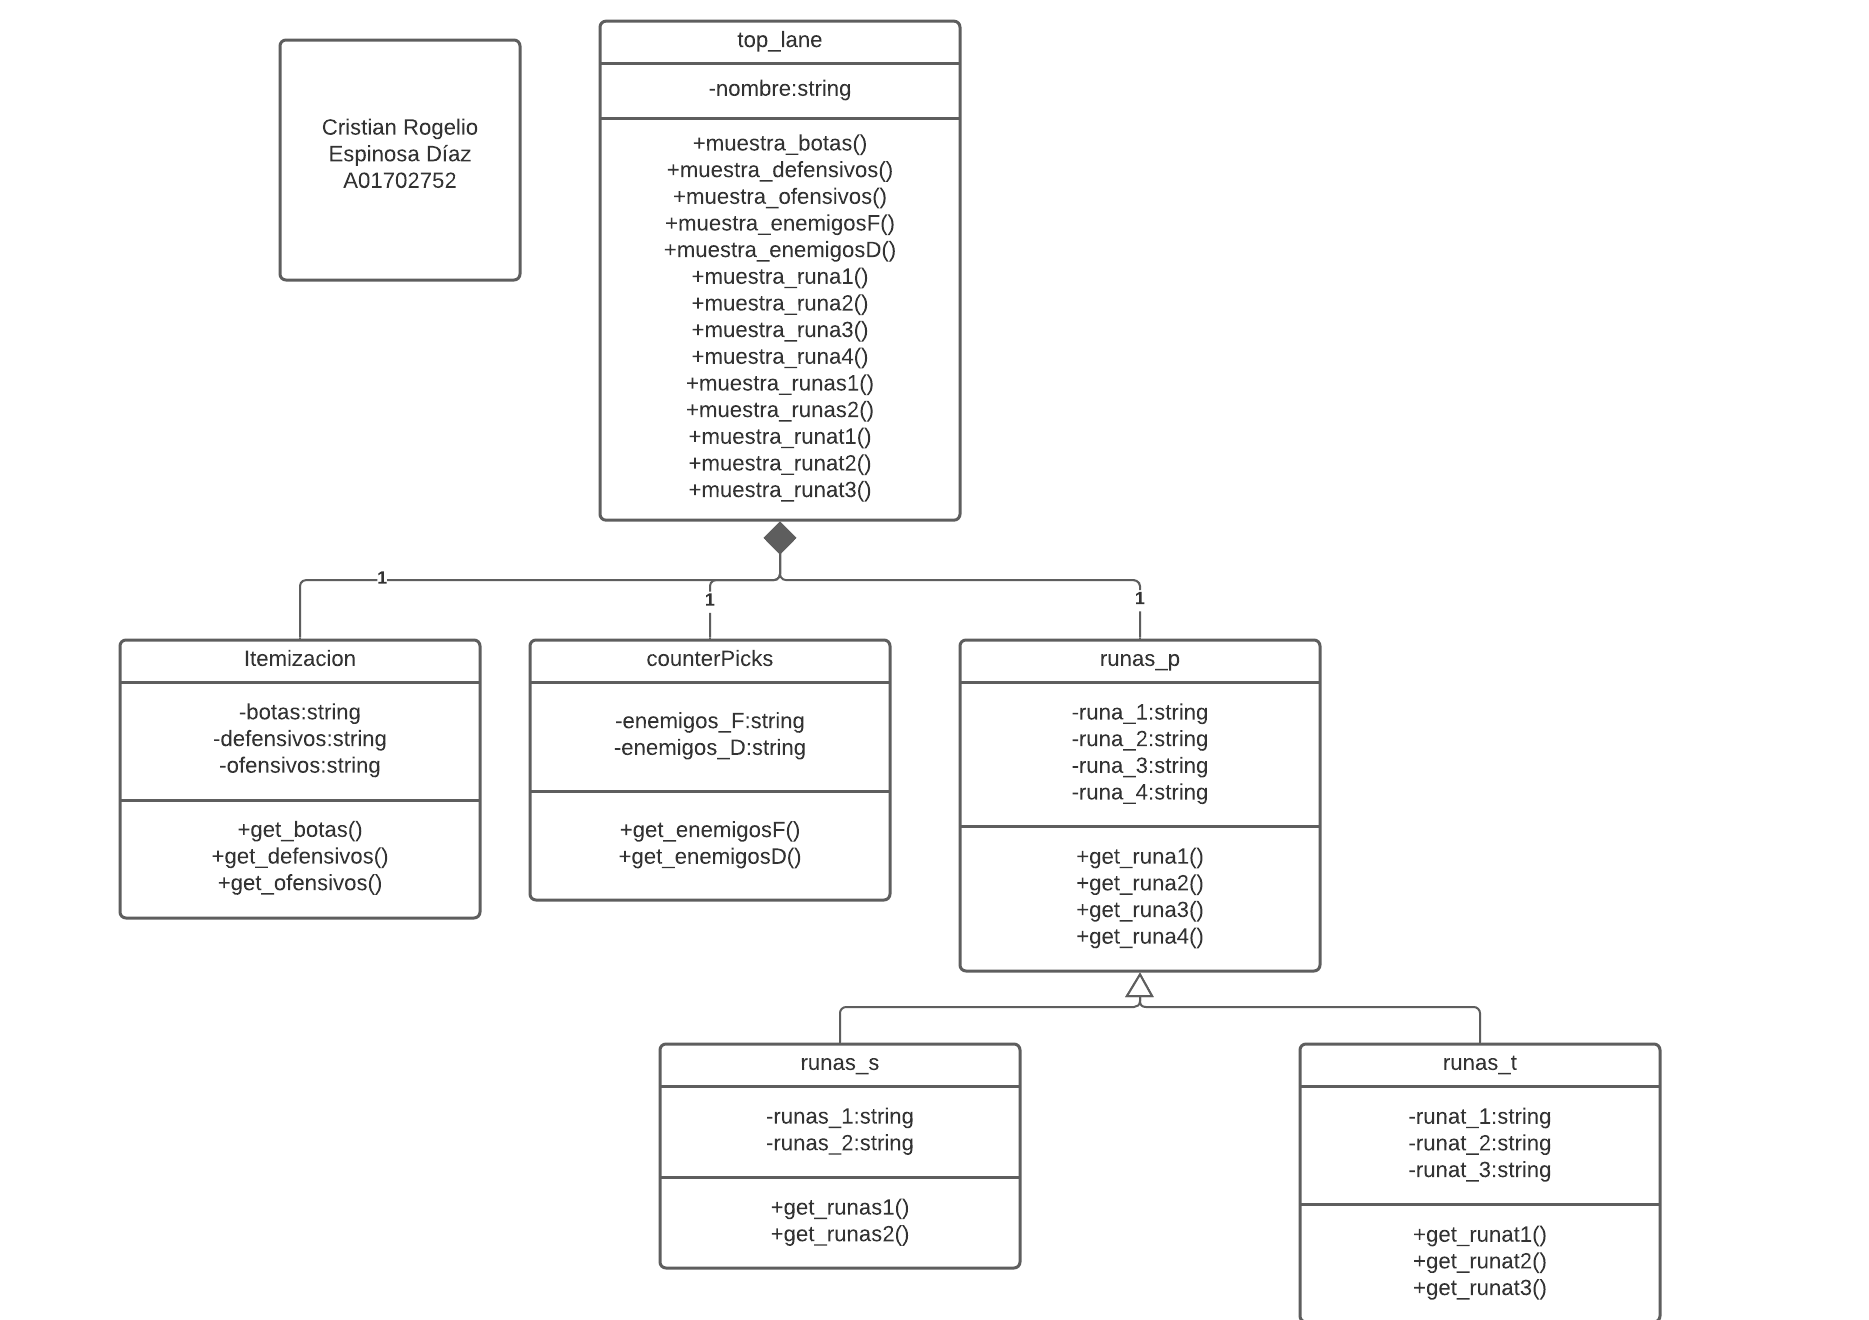 Cristian Rogelio
Espinosa Díaz
A01702752
top_lane
-nombre:string
+muestra_botas()
+muestra_defensivos()
+muestra_ofensivos()
+muestra_enemigosF()
+muestra_enemigosD()
+muestra_runa1()
+muestra_runa2()
+muestra_runa3()
+muestra_runa4()
+muestra_runas1()
+muestra_runas2()
+muestra_runat1()
+muestra_runat2()
+muestra_runat3()
1
1
1
Itemizacion
-botas:string
-defensivos:string
-ofensivos:string
+get_botas()
+get_defensivos()
+get_ofensivos()
counterPicks
-enemigos_F:string
-enemigos_D:string
+get_enemigosF()
+get_enemigosD()
runas_p
-runa_1:string
-runa_2:string
-runa_3:string
-runa_4:string
+get_runa1()
+get_runa2()
+get_runa3()
+get_runa4()
runas_s
-runas_1:string
-runas_2:string
+get_runas1()
+get_runas2()
runas_t
-runat_1:string
-runat_2:string
-runat_3:string
+get_runat1()
+get_runat2()
+get_runat3()